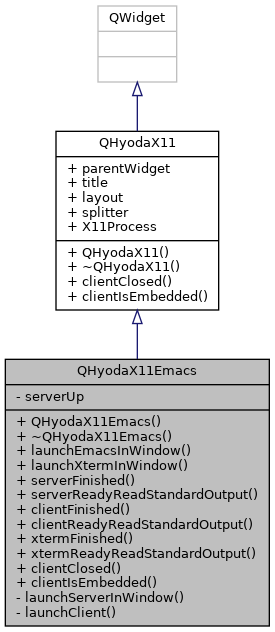 QWidget
QHyodaX11
+ parentWidget
+ title
+ layout
+ splitter
+ X11Process
+ QHyodaX11()
+ ~QHyodaX11()
+ clientClosed()
+ clientIsEmbedded()
QHyodaX11Emacs
- serverUp
+ QHyodaX11Emacs()
+ ~QHyodaX11Emacs()
+ launchEmacsInWindow()
+ launchXtermInWindow()
+ serverFinished()
+ serverReadyReadStandardOutput()
+ clientFinished()
+ clientReadyReadStandardOutput()
+ xtermFinished()
+ xtermReadyReadStandardOutput()
+ clientClosed()
+ clientIsEmbedded()
- launchServerInWindow()
- launchClient()